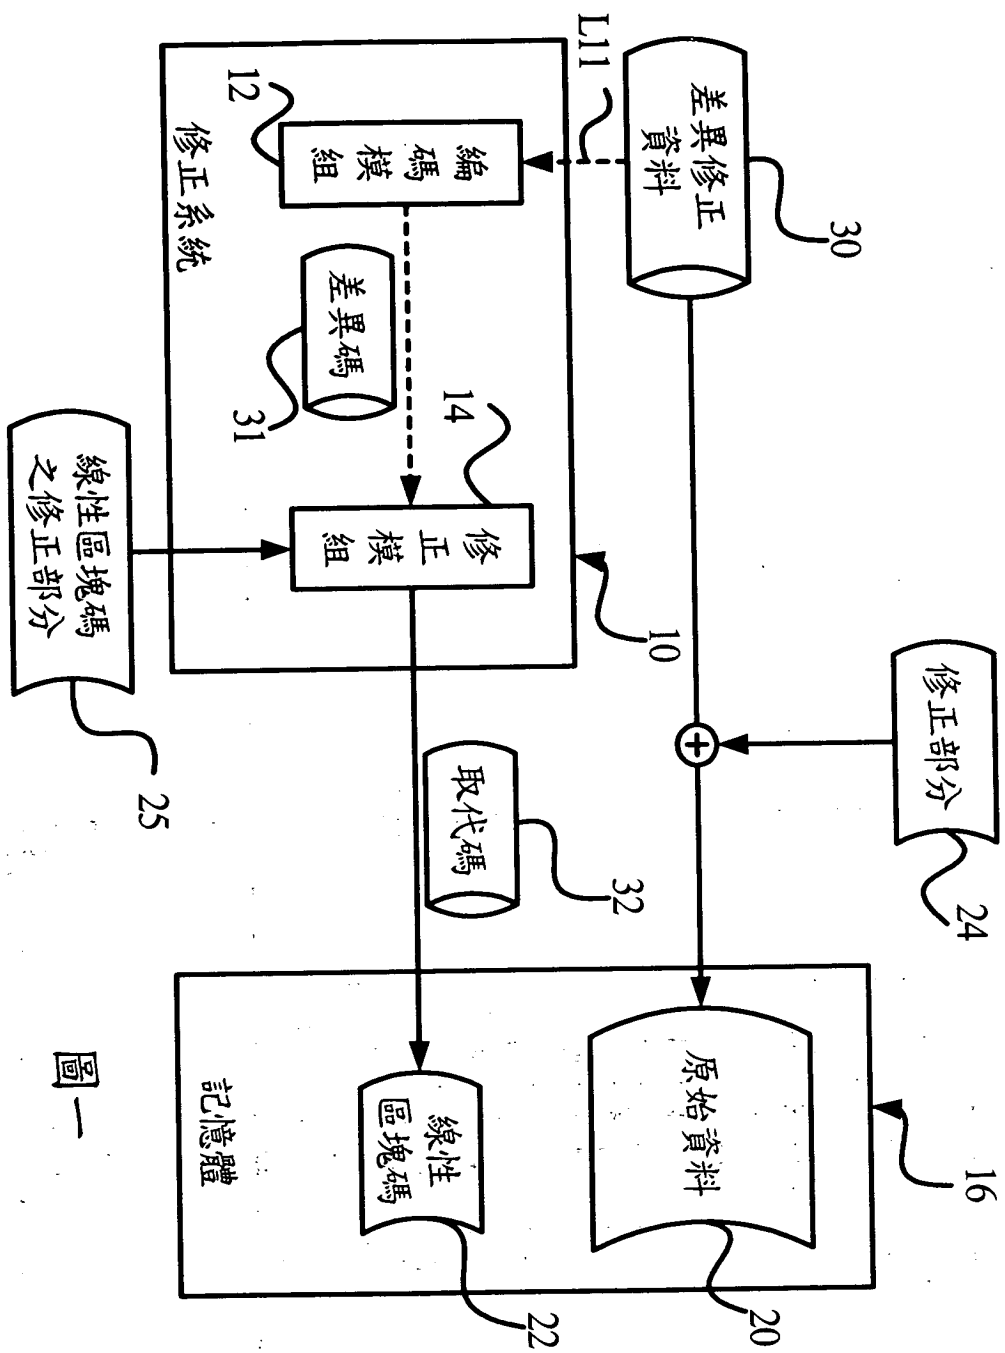 差異修正
資料
30
L11
編碼模組
12
修正系統
差異碼
31
14
修正模組
10
線性區塊碼
之修正部分
25
修正部分
24
+
取代碼
32
原始資料
20
16
線性
區塊碼
22
記憶體
圖一